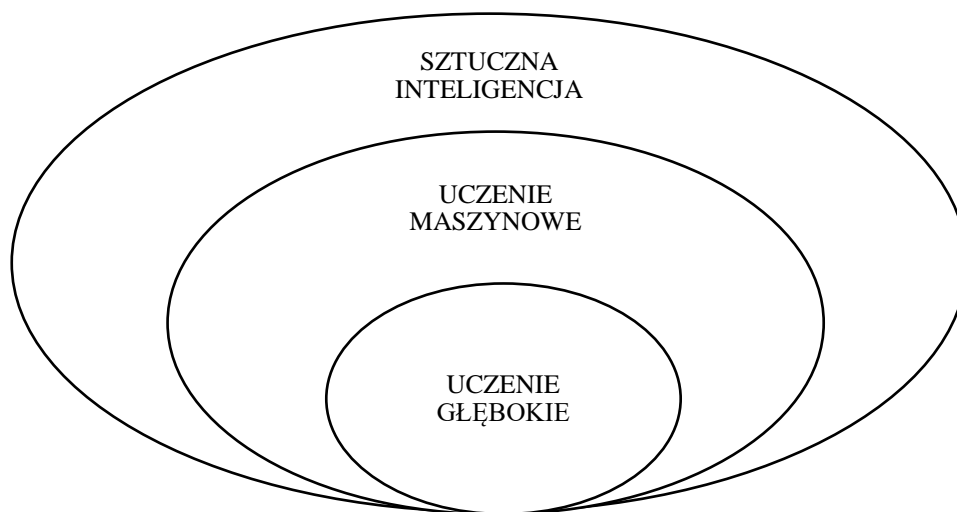 SZTUCZNA
INTELIGENCJA
UCZENIE
MASZYNOWE
UCZENIE
GŁĘBOKIE